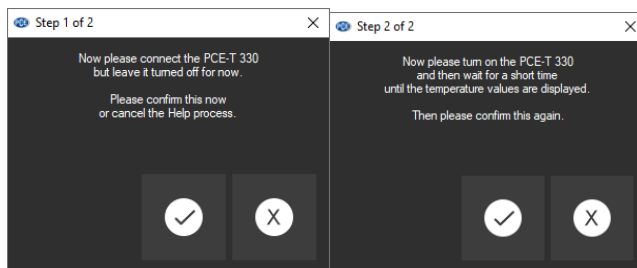 Step 1 of 2
Now please connect the PCE-T 330
but leave it turned off for now.
Please confirm this now
or cancel the Help process.
X
Step 2 of 2
Now please turn on the PCE-T 330
and then wait for a short time
until the temperature values are displayed.
Then please confirm this again.
X